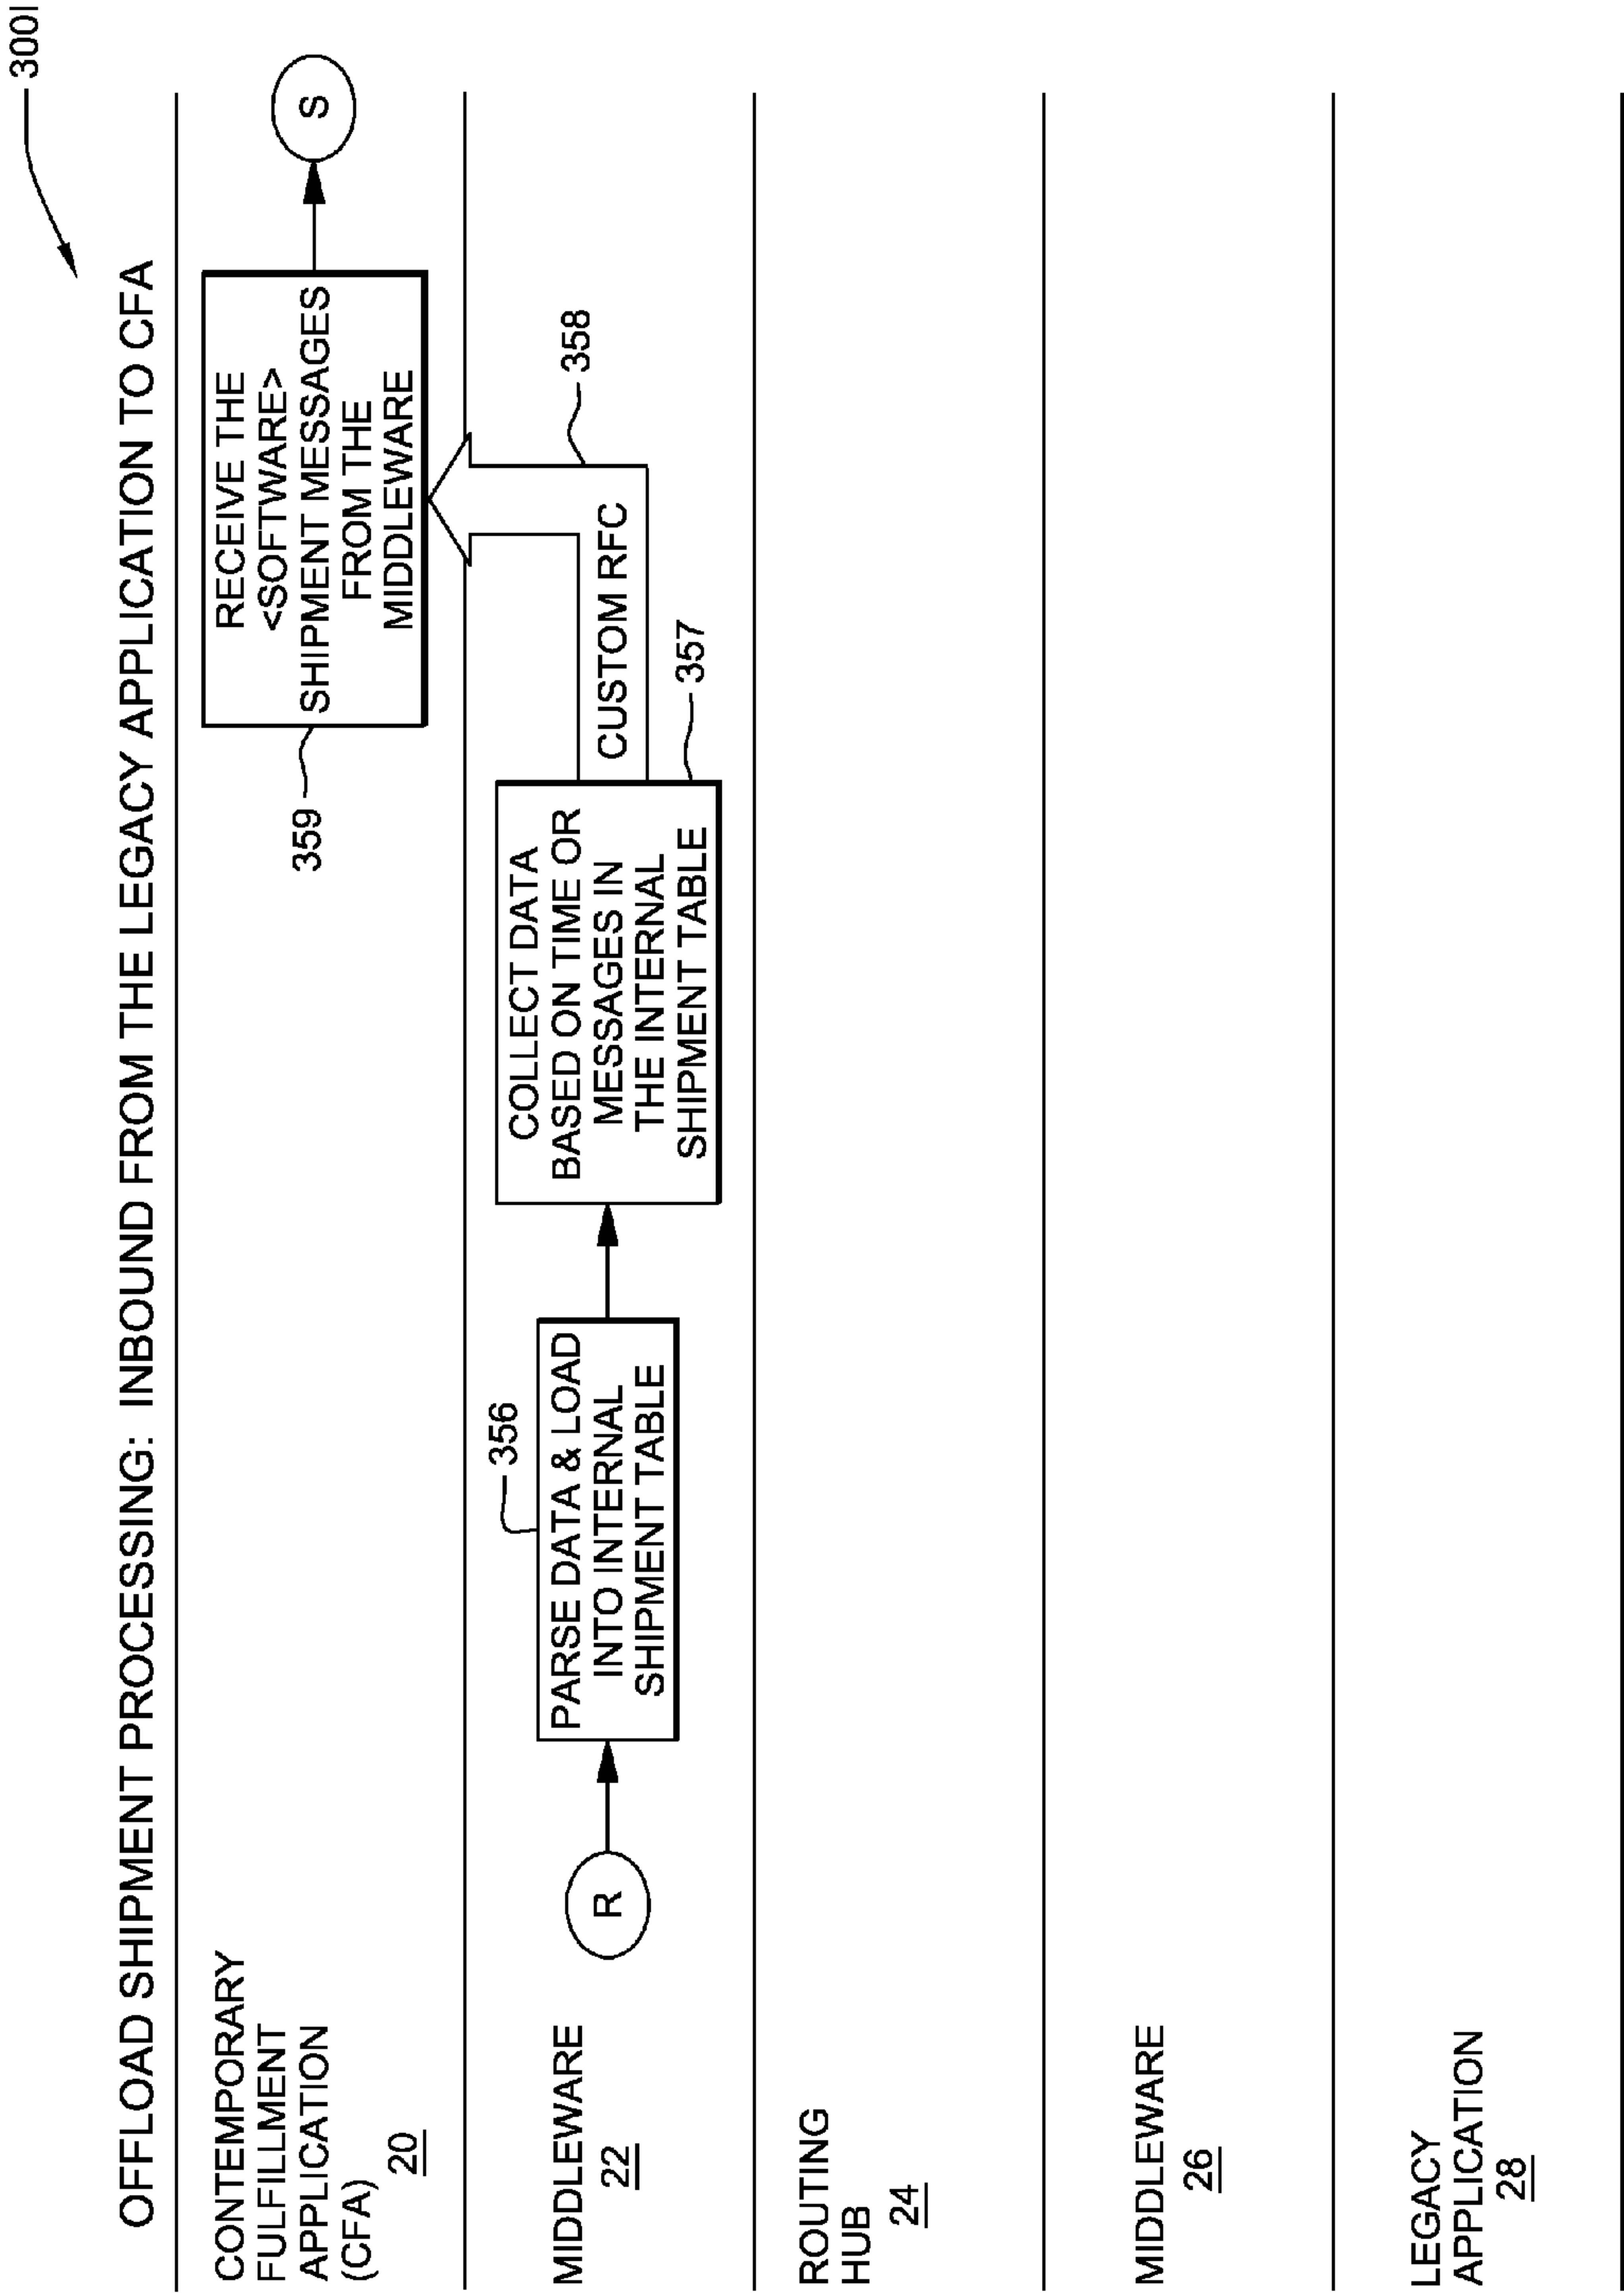 300I
OFFLOAD SHIPMENT PROCESSING: INBOUND FROM THE LEGACY APPLICATION TO CFA
CONTEMPORARY
FULFILLMENT
APPLICATION
(CFA)
20
359
RECEIVE THE
<SOFTWARE>
SHIPMENT MESSAGES
FROM THE
MIDDLEWARE
S
MIDDLEWARE
22
R
356
PARSE DATA & LOAD
INTO INTERNAL
SHIPMENT TABLE
COLLECT DATA
BASED ON TIME OR
MESSAGES IN
THE INTERNAL
SHIPMENT TABLE
357
CUSTOM RFC
358
ROUTING
HUB
24
MIDDLEWARE
26
LEGACY
APPLICATION
28